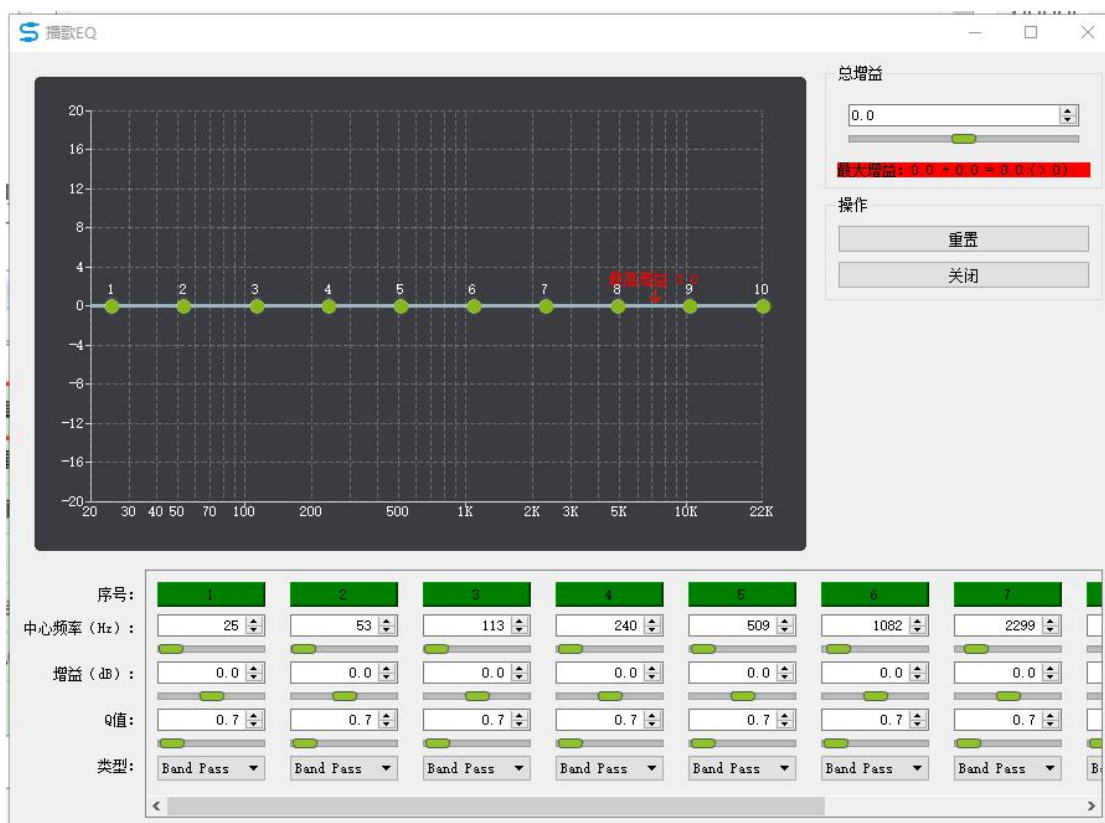 播歌EQ
20
16
12
8
4
0
-4
-8
-12
-16
-20
最高增益 0.0
1 2 3 4 5 6 7 8 9 10
20 30 40 50 70 100 200 500 1K 2K 3K 5K 10K 22K
总增益
0.0
最大增益: 0.0 + 0.0 = 0.0 (> 0)
操作
重置
关闭
序号: 1 2 3 4 5 6 7
中心频率 (Hz) : 25 53 113 240 509 1082 2299
增益 (dB) : 0.0 0.0 0.0 0.0 0.0 0.0 0.0
Q值: 0.7 0.7 0.7 0.7 0.7 0.7 0.7
类型: Band Pass Band Pass Band Pass Band Pass Band Pass Band Pass Band Pass